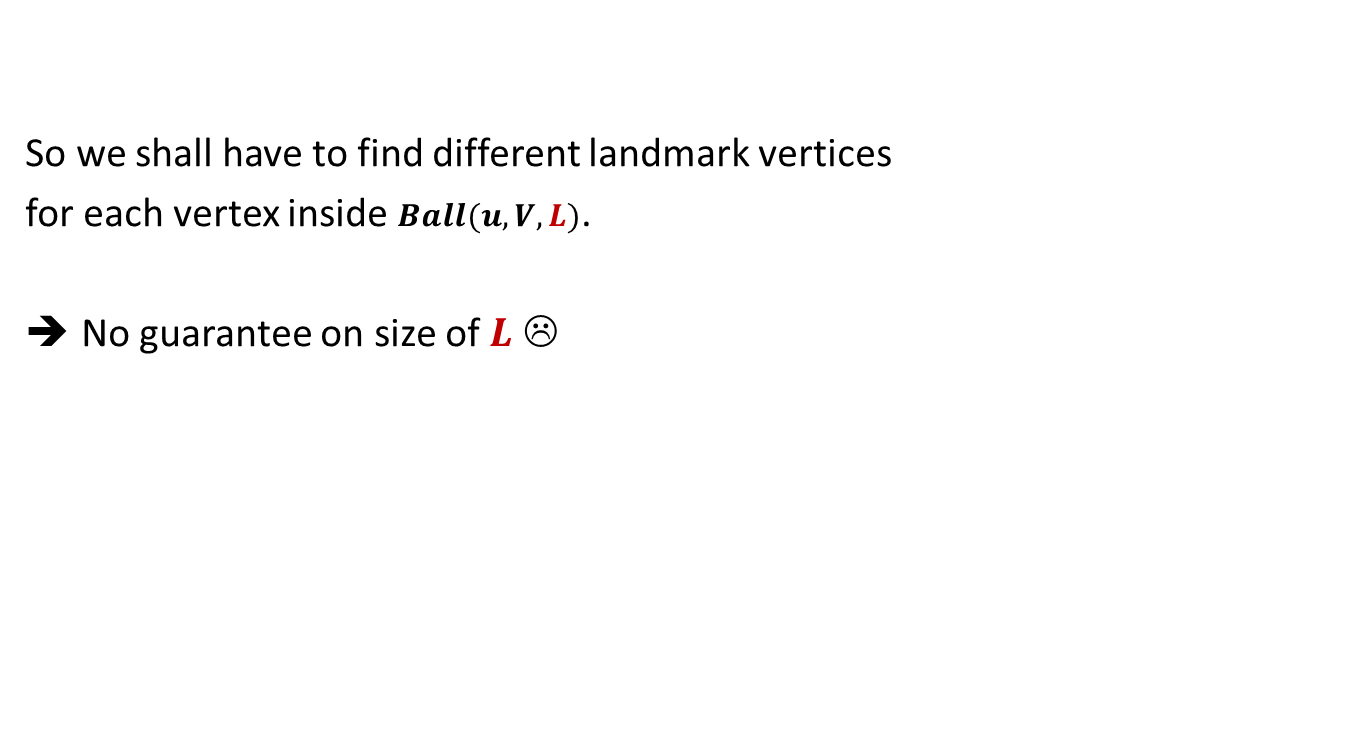 So we shall have to find different landmark vertices
for each vertex inside Ball(u, V, L).
➔ No guarantee on size of L ☹